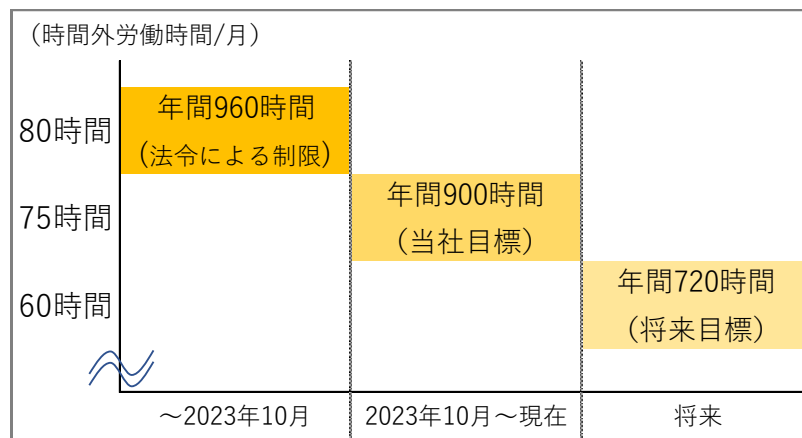 （時間外労働時間/月）
80時間
年間960時間
(法令による制限)
75時間
年間900時間
（当社目標）
60時間
年間720時間
（将来目標）
～2023年10月
2023年10月～現在
将来